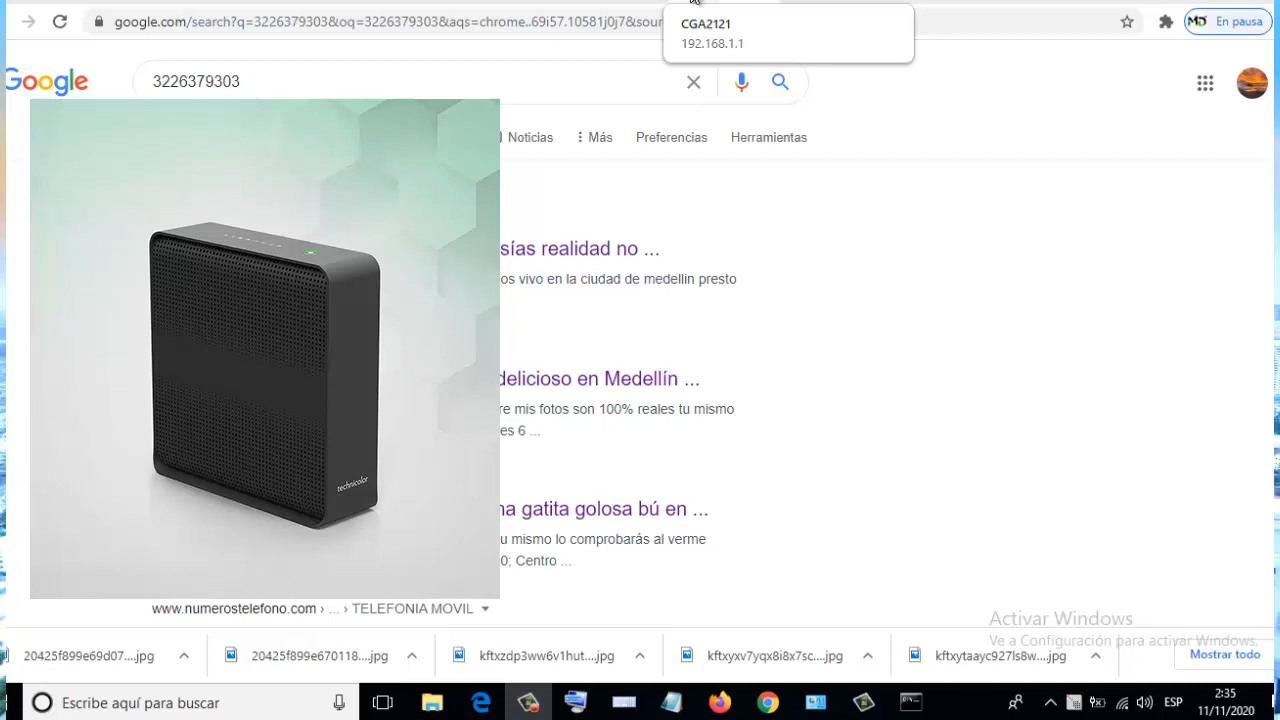 google.com/search?q=3226379303&oq=3226379303&aqs=chrome..69i57.10581j0j7&sour
CGA2121
192.168.1.1
En pausa
Google
3226379303
Noticias
Más
Preferencias
Herramientas
sías realidad no ...
os vivo en la ciudad de medellin presto
delicioso en Medellín ...
re mis fotos son 100% reales tu mismo
es 6 ...
na gatita golosa bú en ...
u mismo lo comprobarás al verme
0; Centro ...
technicolor
www.numerostelefono.com › ... › TELEFONIA MOVIL
Activar Windows
Ve a Configuración para activar Windows.
20425f899e69d07....jpg
20425f899e670118....jpg
kftxzdp3ww6v1hut....jpg
kftxyxv7yqx8i8x7sc....jpg
kftxytaayc927ls8w....jpg
Mostrar todo
Escribe aquí para buscar
ESP
2:35
11/11/2020